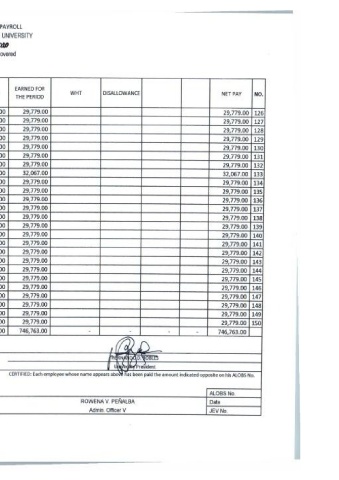 PAYROLL
UNIVERSITY
overed
EARNED FOR THE PERIOD WHT DISALLOWANCE NET PAY NO.
00 29,779.00 29,779.00 126
00 29,779.00 29,779.00 127
00 29,779.00 29,779.00 128
00 29,779.00 29,779.00 129
00 29,779.00 29,779.00 130
00 29,779.00 29,779.00 131
00 29,779.00 29,779.00 132
00 32,067.00 32,067.00 133
00 29,779.00 29,779.00 134
00 29,779.00 29,779.00 135
00 29,779.00 29,779.00 136
00 29,779.00 29,779.00 137
00 29,779.00 29,779.00 138
00 29,779.00 29,779.00 139
00 29,779.00 29,779.00 140
00 29,779.00 29,779.00 141
00 29,779.00 29,779.00 142
00 29,779.00 29,779.00 143
00 29,779.00 29,779.00 144
00 29,779.00 29,779.00 145
00 29,779.00 29,779.00 146
00 29,779.00 29,779.00 147
00 29,779.00 29,779.00 148
00 29,779.00 29,779.00 149
00 29,779.00 29,779.00 150
00 746,763.00 - - - - 746,763.00
ROBLES
President
CERTIFIED: Each employee whose name appears above has been paid the amount indicated opposite on his ALOBS No.
ALOBS No.
ROWENA V. PEÑALBA Date
Admin. Officer V JEV No.